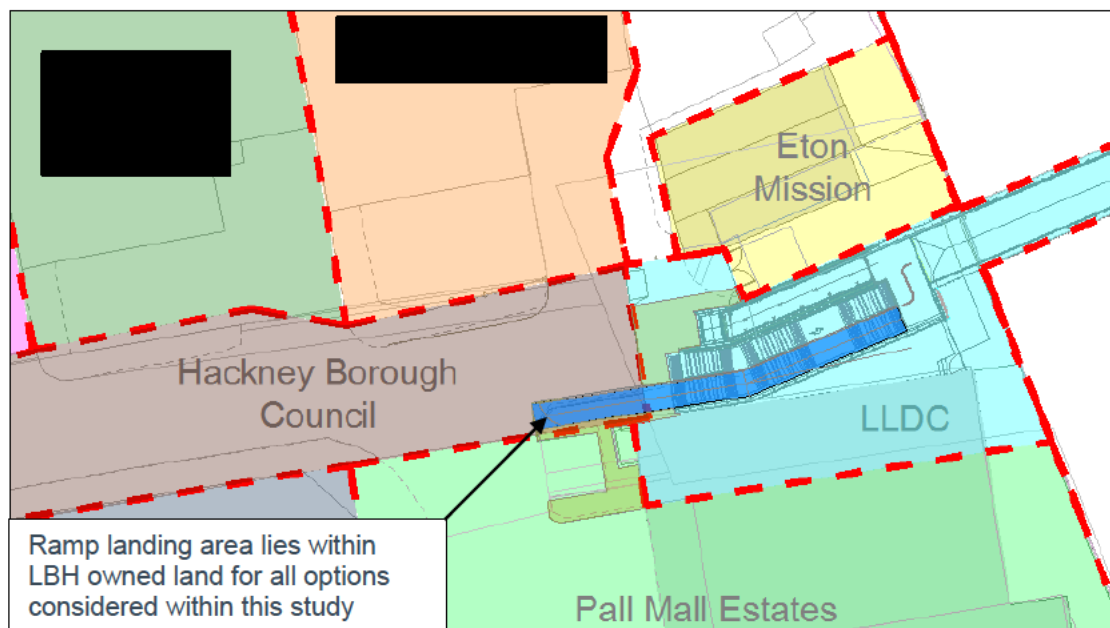 Eton
Mission
Hackney Borough
Council
LLDC
Ramp landing area lies within
LBH owned land for all options
considered within this study
Pall Mall Estates